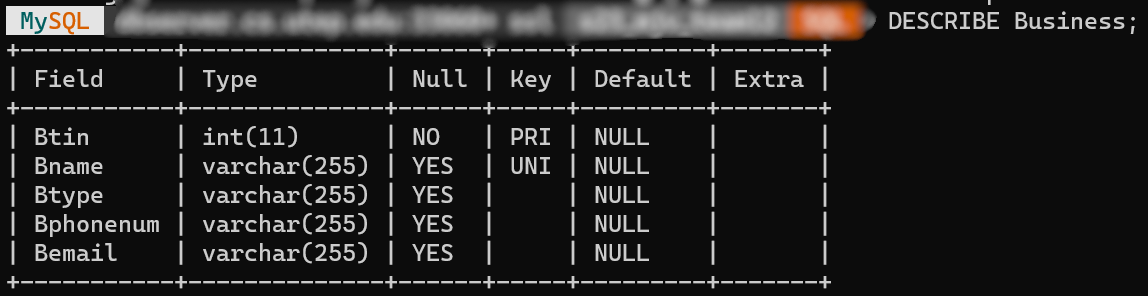 MySQL DESCRIBE Business;
+-----------+--------------+------+-----+---------+-------+
| Field     | Type         | Null | Key | Default | Extra |
+-----------+--------------+------+-----+---------+-------+
| Btin      | int(11)      | NO   | PRI | NULL    |       |
| Bname     | varchar(255) | YES  | UNI | NULL    |       |
| Btype     | varchar(255) | YES  |     | NULL    |       |
| Bphonenum | varchar(255) | YES  |     | NULL    |       |
| Bemail    | varchar(255) | YES  |     | NULL    |       |
+-----------+--------------+------+-----+---------+-------+